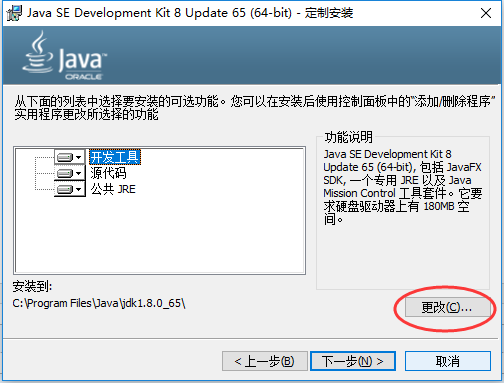 Java SE Development Kit 8 Update 65 (64-bit) - 定制安装
Java
ORACLE
从下面的列表中选择要安装的可选功能。您可以在安装后使用控制面板中的“添加/删除程序”
实用程序更改所选择的功能
开发工具
源代码
公共 JRE
功能说明
Java SE Development Kit 8
Update 65 (64-bit), 包括 JavaFX
SDK, 一个专用 JRE 以及 Java
Mission Control 工具套件。它要
求硬盘驱动器上有 180MB 空
间。
安装到:
C:\Program Files\Java\jdk1.8.0_65\
更改(C)...
< 上一步(B)
下一步(N) >
取消